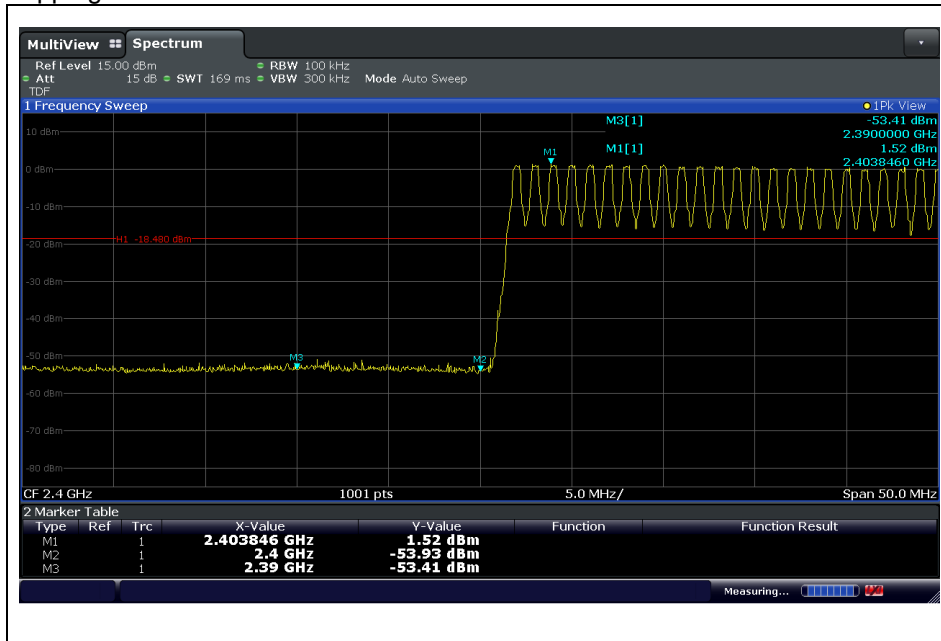 MultiView Spectrum
Ref Level 15.00 dBm RBW 100 kHz
Att 15 dB SWT 169 ms VBW 300 kHz Mode Auto Sweep
TDF
1 Frequency Sweep 1Pk View
M3[1] -53.41 dBm
2.3900000 GHz
M1[1] 1.52 dBm
2.4038460 GHz
10 dBm
M1
0 dBm
-10 dBm
H1 -18.480 dBm
-20 dBm
-30 dBm
-40 dBm
-50 dBm
M3
M2
-60 dBm
-70 dBm
-80 dBm
CF 2.4 GHz 1001 pts 5.0 MHz/ Span 50.0 MHz
2 Marker Table
Type Ref Trc X-Value Y-Value Function Function Result
M1 1 2.403846 GHz 1.52 dBm
M2 1 2.4 GHz -53.93 dBm
M3 1 2.39 GHz -53.41 dBm
Measuring...